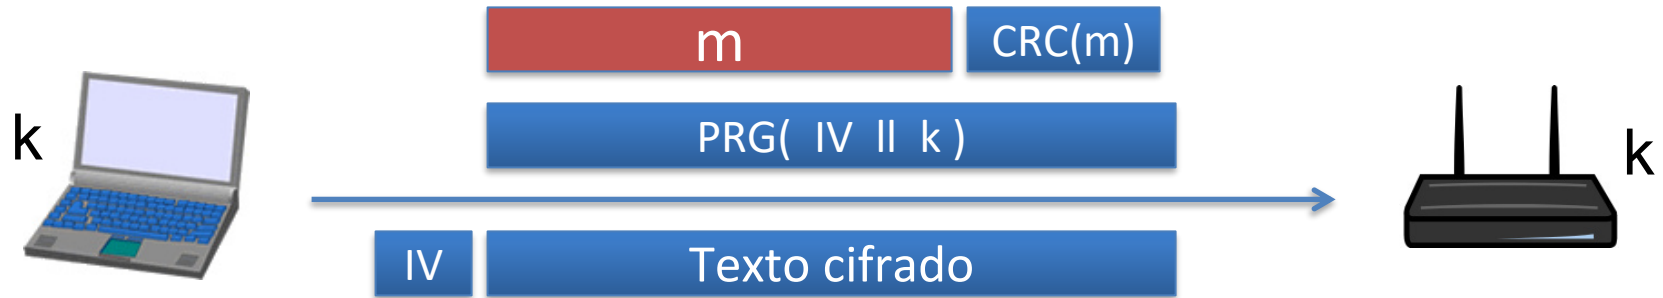 m
CRC(m)
k
PRG( IV ll k )
k
IV
Texto cifrado